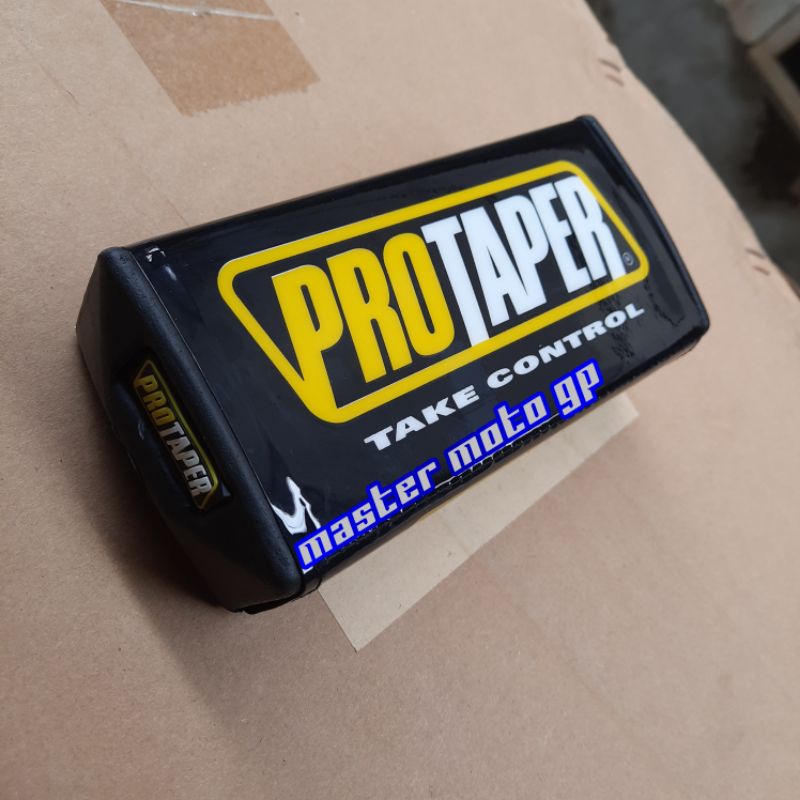 PROTAPER®
TAKE CONTROL
master moto gp
PROTAPER